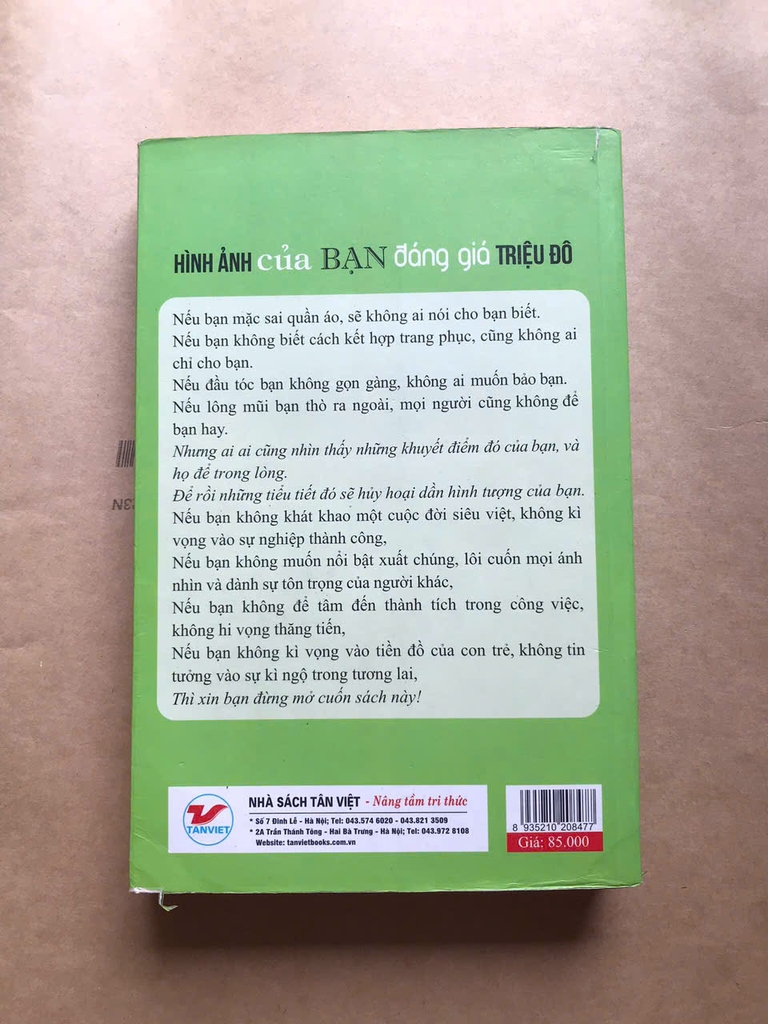 HÌNH ẢNH của BẠN đáng giá TRIỆU ĐÔ
Nếu bạn mặc sai quần áo, sẽ không ai nói cho bạn biết.
Nếu bạn không biết cách kết hợp trang phục, cũng không ai
chỉ cho bạn.
Nếu đầu tóc bạn không gọn gàng, không ai muốn bảo bạn.
Nếu lông mũi bạn thò ra ngoài, mọi người cũng không để
bạn hay.
Nhưng ai ai cũng nhìn thấy những khuyết điểm đó của bạn, và
họ để trong lòng.
Để rồi những tiểu tiết đó sẽ hủy hoại dần hình tượng của bạn.
Nếu bạn không khát khao một cuộc đời siêu việt, không kì
vọng vào sự nghiệp thành công,
Nếu bạn không muốn nổi bật xuất chúng, lôi cuốn mọi ánh
nhìn và dành sự tôn trọng của người khác,
Nếu bạn không để tâm đến thành tích trong công việc,
không hi vọng thăng tiến,
Nếu bạn không kì vọng vào tiền đồ của con trẻ, không tin
tưởng vào sự kì ngộ trong tương lai,
Thì xin bạn đừng mở cuốn sách này!
TANVIET
NHÀ SÁCH TÂN VIỆT - Nâng tầm tri thức
* Số 7 Đinh Lễ - Hà Nội; Tel: 043.574 6020 - 043.821 3509
* 2A Trần Thánh Tông - Hai Bà Trưng - Hà Nội; Tel: 043.972 8108
Website: tanvietbooks.com.vn
8 935210 208477
Giá: 85.000